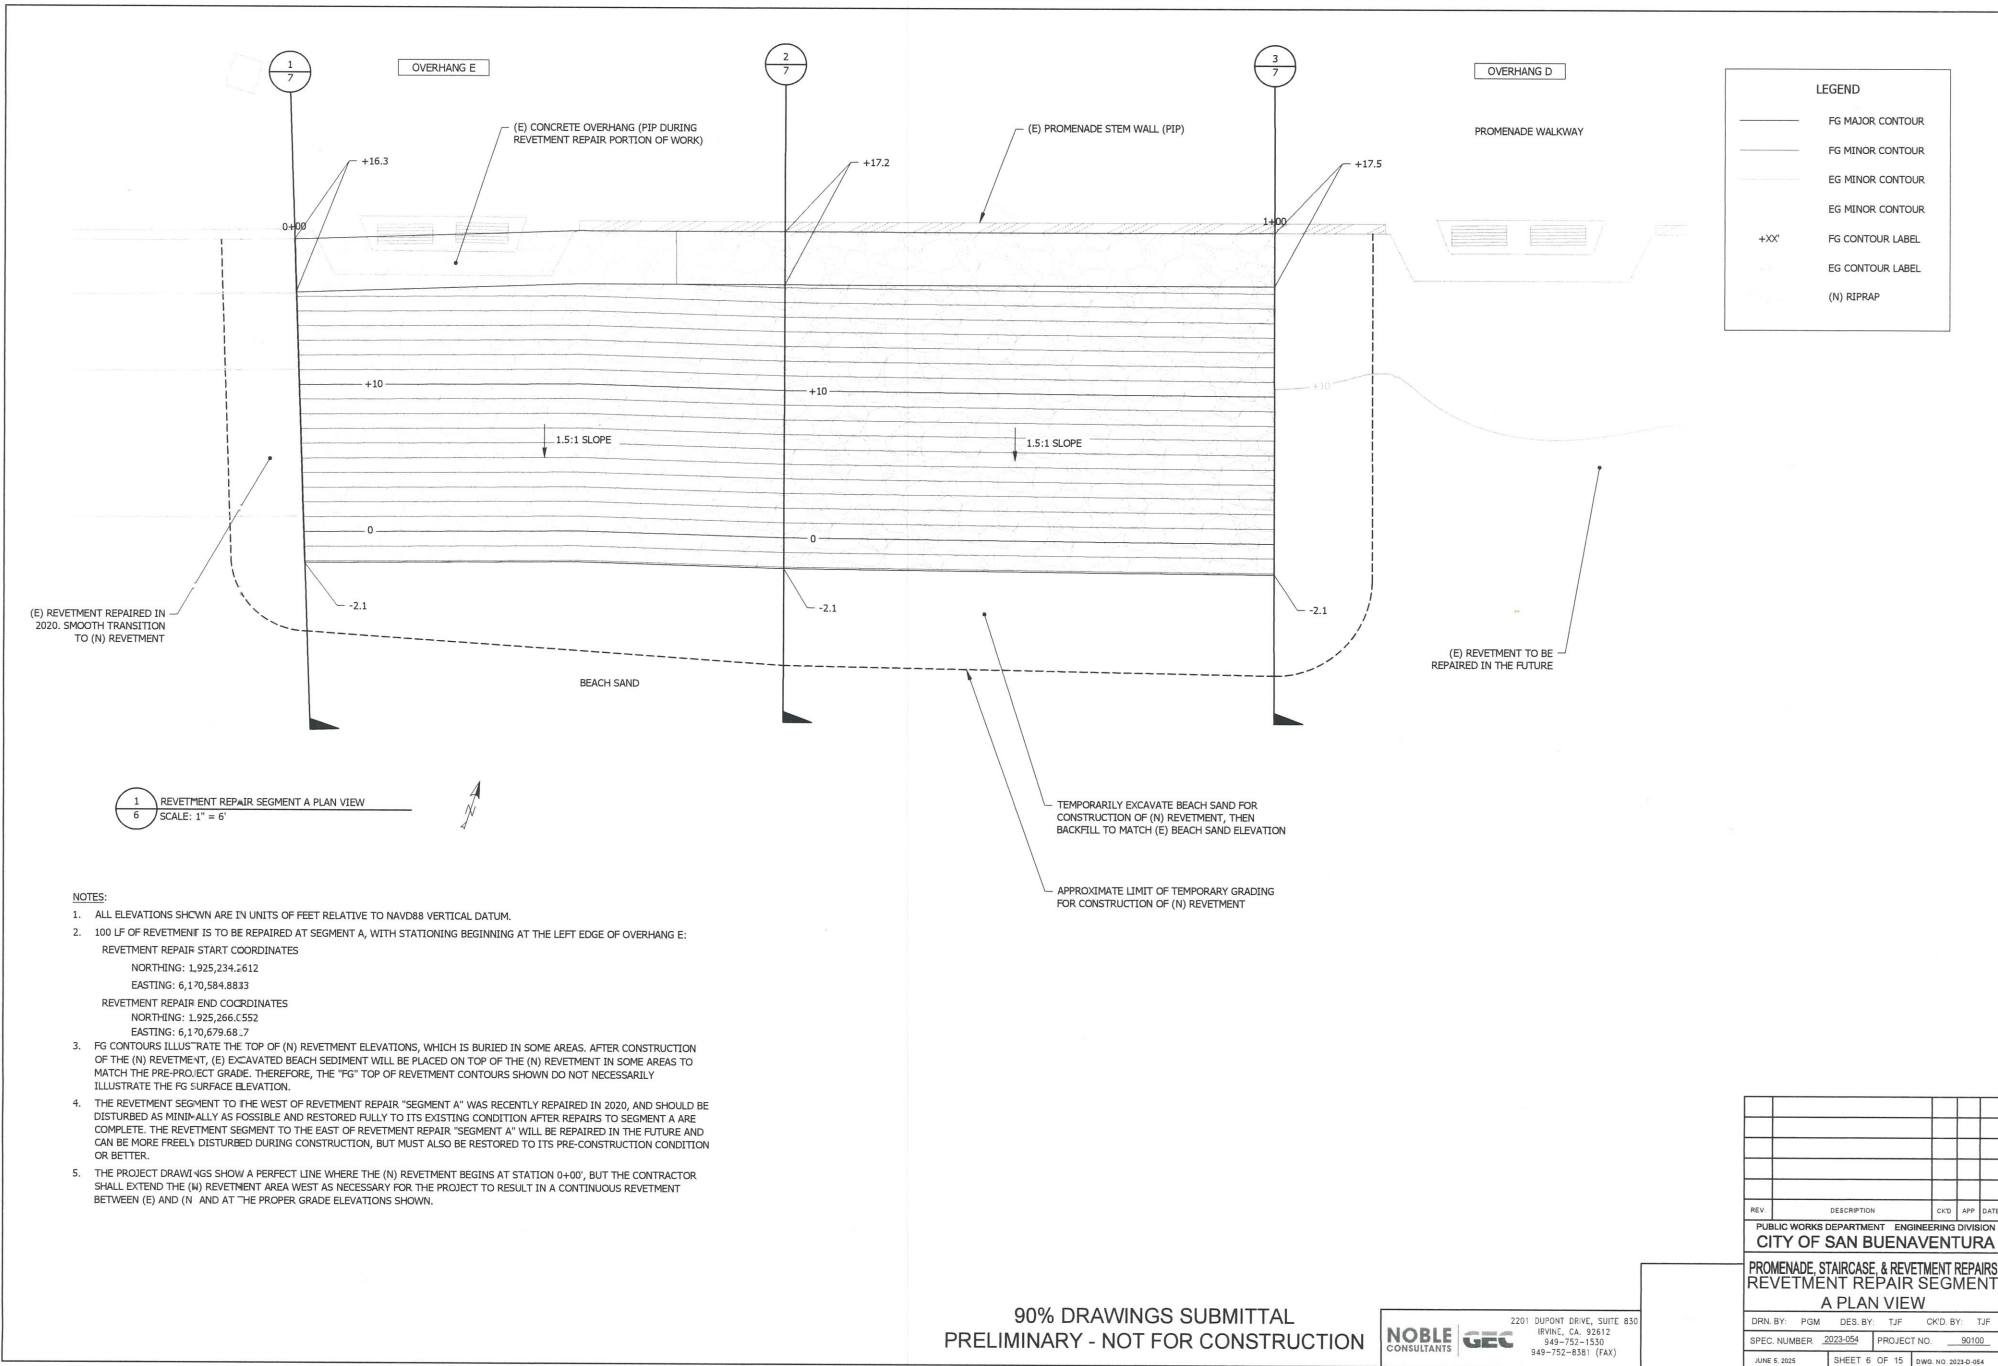 1
7
OVERHANG E
2
7
3
7
OVERHANG D
(E) CONCRETE OVERHANG (PIP DURING
REVETMENT REPAIR PORTION OF WORK)
(E) PROMENADE STEM WALL (PIP)
PROMENADE WALKWAY
+16.3
+17.2
+17.5
0+00
1+00
LEGEND
FG MAJOR CONTOUR
FG MINOR CONTOUR
EG MINOR CONTOUR
EG MINOR CONTOUR
+XX' FG CONTOUR LABEL
EG CONTOUR LABEL
(N) RIPRAP
+10
+10
+10
1.5:1 SLOPE
1.5:1 SLOPE
0
0
-2.1
-2.1
-2.1
(E) REVETMENT REPAIRED IN
2020. SMOOTH TRANSITION
TO (N) REVETMENT
(E) REVETMENT TO BE
REPAIRED IN THE FUTURE
BEACH SAND
1
6
REVETMENT REPAIR SEGMENT A PLAN VIEW
SCALE: 1" = 6'
N
TEMPORARILY EXCAVATE BEACH SAND FOR
CONSTRUCTION OF (N) REVETMENT, THEN
BACKFILL TO MATCH (E) BEACH SAND ELEVATION
APPROXIMATE LIMIT OF TEMPORARY GRADING
FOR CONSTRUCTION OF (N) REVETMENT
NOTES:
1. ALL ELEVATIONS SHOWN ARE IN UNITS OF FEET RELATIVE TO NAVD88 VERTICAL DATUM.
2. 100 LF OF REVETMENT IS TO BE REPAIRED AT SEGMENT A, WITH STATIONING BEGINNING AT THE LEFT EDGE OF OVERHANG E:
REVETMENT REPAIR START COORDINATES
NORTHING: 1,925,234.2612
EASTING: 6,170,584.8833
REVETMENT REPAIR END COORDINATES
NORTHING: 1,925,266.0552
EASTING:
3. FG CONTOURS ILLUSTRATE THE TOP OF (N) REVETMENT ELEVATIONS, WHICH IS BURIED IN SOME AREAS. AFTER CONSTRUCTION
OF THE (N) REVETMENT, (E) EXCAVATED BEACH SEDIMENT WILL BE PLACED ON TOP OF THE (N) REVETMENT IN SOME AREAS TO
MATCH THE PRE-PROJECT GRADE. THEREFORE, THE "FG" TOP OF REVETMENT CONTOURS SHOWN DO NOT NECESSARILY
ILLUSTRATE THE FG SURFACE ELEVATION.
4. THE REVETMENT SEGMENT TO THE WEST OF REVETMENT REPAIR "SEGMENT A" WAS RECENTLY REPAIRED IN 2020, AND SHOULD BE
DISTURBED AS MINIMALLY AS POSSIBLE AND RESTORED FULLY TO ITS EXISTING CONDITION AFTER REPAIRS TO SEGMENT A ARE
COMPLETE. THE REVETMENT SEGMENT TO THE EAST OF REVETMENT REPAIR "SEGMENT A" WILL BE REPAIRED IN THE FUTURE AND
CAN BE MORE FREELY DISTURBED DURING CONSTRUCTION, BUT MUST ALSO BE RESTORED TO ITS PRE-CONSTRUCTION CONDITION
OR BETTER.
5. THE PROJECT DRAWINGS SHOW A PERFECT LINE WHERE THE (N) REVETMENT BEGINS AT STATION 0+00', BUT THE CONTRACTOR
SHALL EXTEND THE (N) REVETMENT AREA WEST AS NECESSARY FOR THE PROJECT TO RESULT IN A CONTINUOUS REVETMENT
BETWEEN (E) AND (N AND AT THE PROPER GRADE ELEVATIONS SHOWN.
90% DRAWINGS SUBMITTAL
PRELIMINARY - NOT FOR CONSTRUCTION
NOBLE
CONSULTANTS
GEC
2201 DUPONT DRIVE, SUITE 830
IRVINE, CA. 92612
949-752-1530
949-752-8381 (FAX)
REV. DESCRIPTION CK'D APP DATE
PUBLIC WORKS DEPARTMENT ENGINEERING DIVISION
CITY OF SAN BUENAVENTURA
PROMENADE, STAIRCASE, & REVETMENT REPAIRS
REVETMENT REPAIR SEGMENT
A PLAN VIEW
DRN. BY: PGM DES. BY: TJF CK'D. BY: TJF
SPEC. NUMBER 2023-054 PROJECT NO. 90100
JUNE 5, 2025 SHEET 6 OF 15 DWG. NO. 2023-D-054